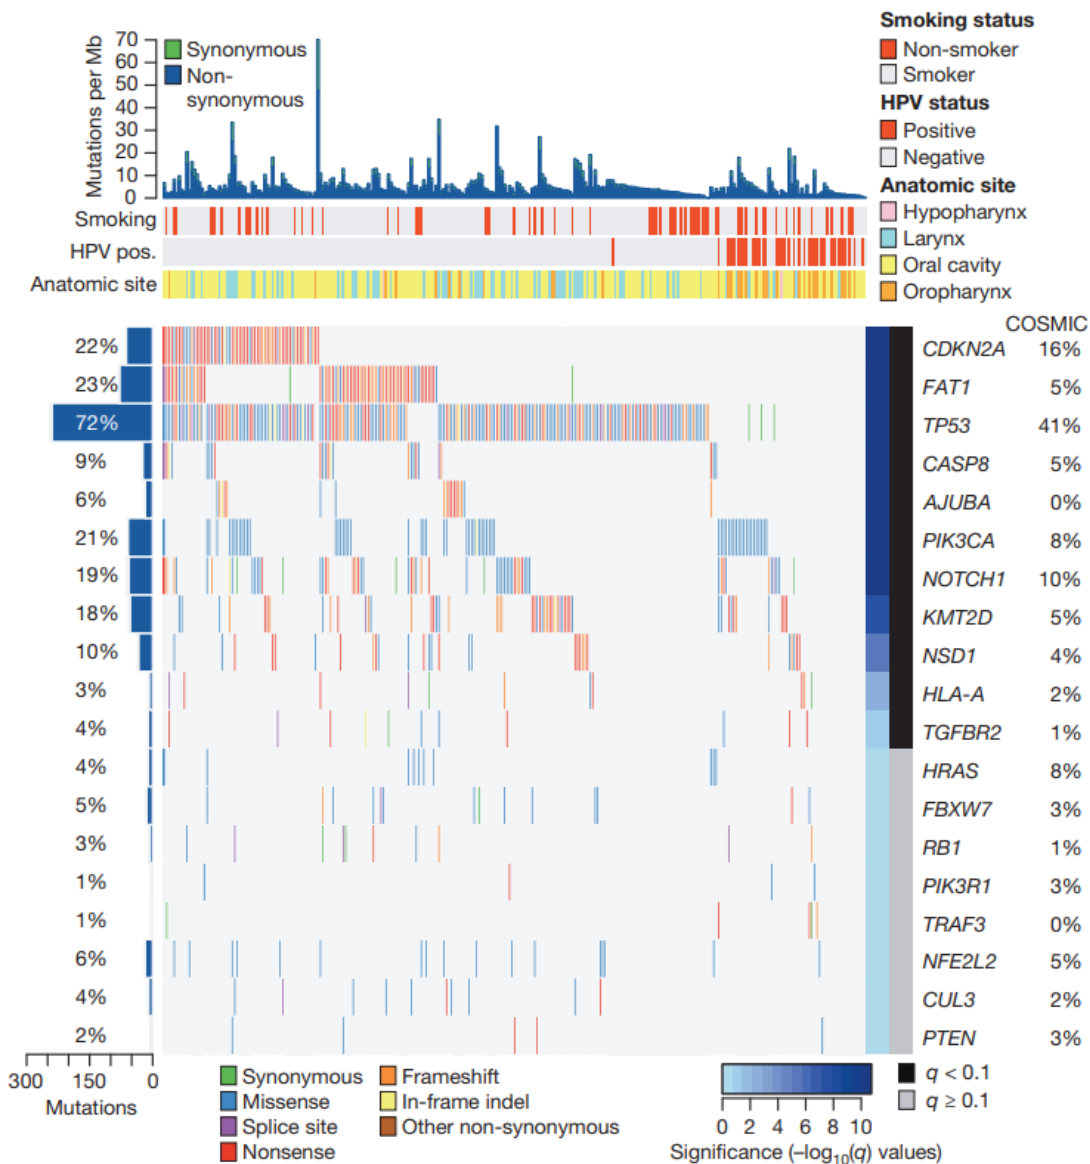 Smoking status
Non-smoker
Smoker
HPV status
Positive
Negative
Anatomic site
Hypopharynx
Larynx
Oral cavity
Oropharynx
Mutations per Mb
70
60
50
40
30
20
10
0
Synonymous
Non-
synonymous
Smoking
HPV pos.
Anatomic site
COSMIC
22% CDKN2A 16%
23% FAT1 5%
72% TP53 41%
9% CASP8 5%
6% AJUBA 0%
21% PIK3CA 8%
19% NOTCH1 10%
18% KMT2D 5%
10% NSD1 4%
3% HLA-A 2%
4% TGFBR2 1%
4% HRAS 8%
5% FBXW7 3%
3% RB1 1%
1% PIK3R1 3%
1% TRAF3 0%
6% NFE2L2 5%
4% CUL3 2%
2% PTEN 3%
300 150 0
Mutations
Synonymous
Missense
Splice site
Nonsense
Frameshift
In-frame indel
Other non-synonymous
0 2 4 6 8 10
Significance (–log10(q) values)
q < 0.1
q ≥ 0.1